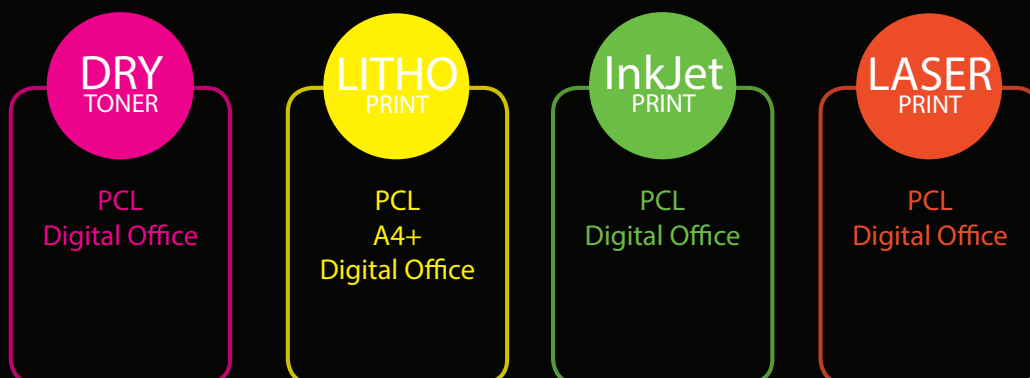 DRY
TONER
PCL
Digital Office
LITHO
PRINT
PCL
A4+
Digital Office
InkJet
PRINT
PCL
Digital Office
LASER
PRINT
PCL
Digital Office